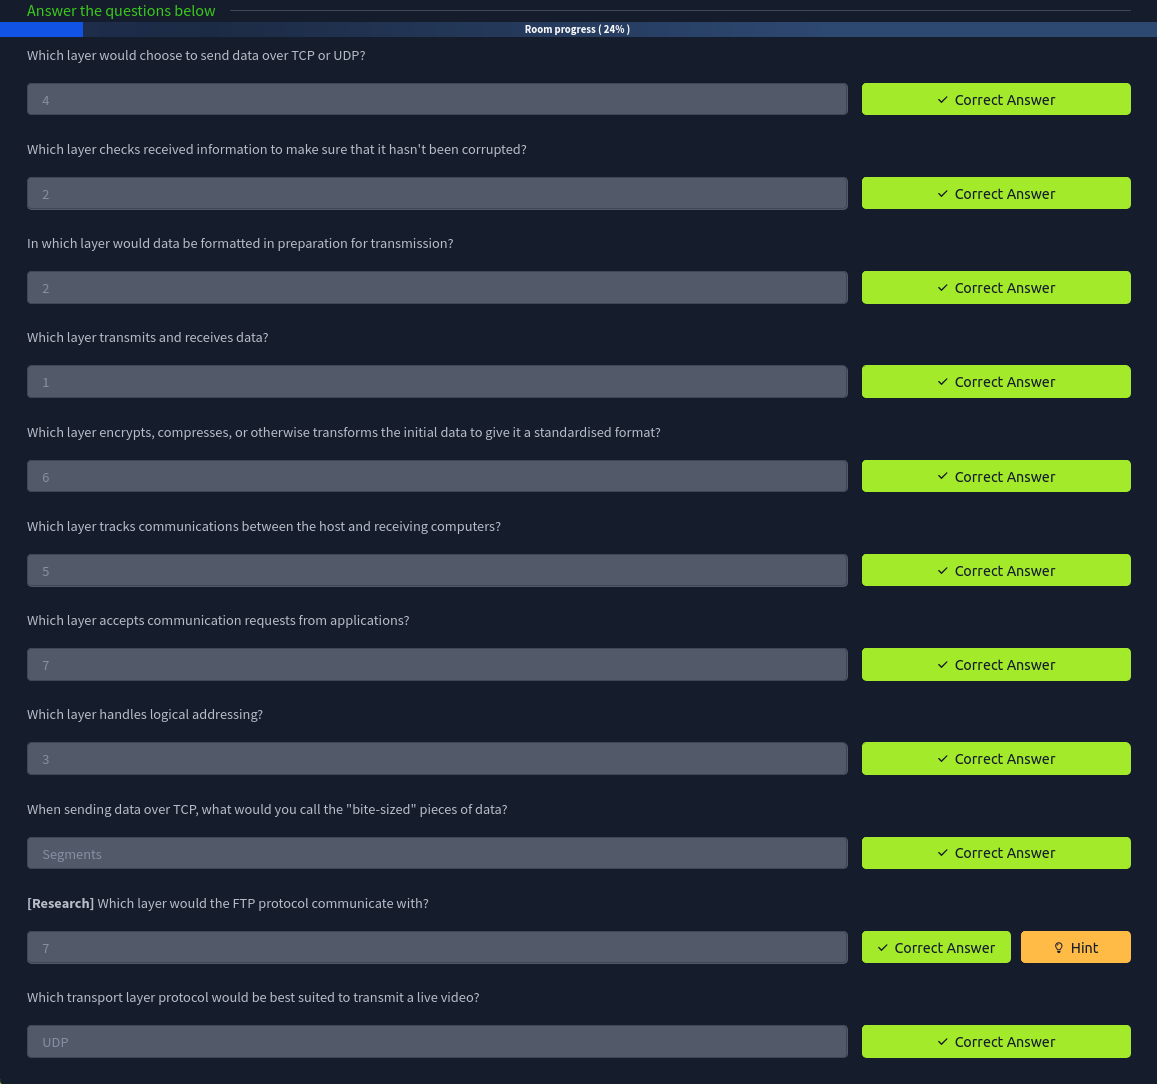 Answer the questions below
Room progress ( 24% )
Which layer would choose to send data over TCP or UDP?
4
Correct Answer
Which layer checks received information to make sure that it hasn't been corrupted?
2
Correct Answer
In which layer would data be formatted in preparation for transmission?
2
Correct Answer
Which layer transmits and receives data?
1
Correct Answer
Which layer encrypts, compresses, or otherwise transforms the initial data to give it a standardised format?
6
Correct Answer
Which layer tracks communications between the host and receiving computers?
5
Correct Answer
Which layer accepts communication requests from applications?
7
Correct Answer
Which layer handles logical addressing?
3
Correct Answer
When sending data over TCP, what would you call the "bite-sized" pieces of data?
Segments
Correct Answer
[Research] Which layer would the FTP protocol communicate with?
7
Correct Answer
Hint
Which transport layer protocol would be best suited to transmit a live video?
UDP
Correct Answer